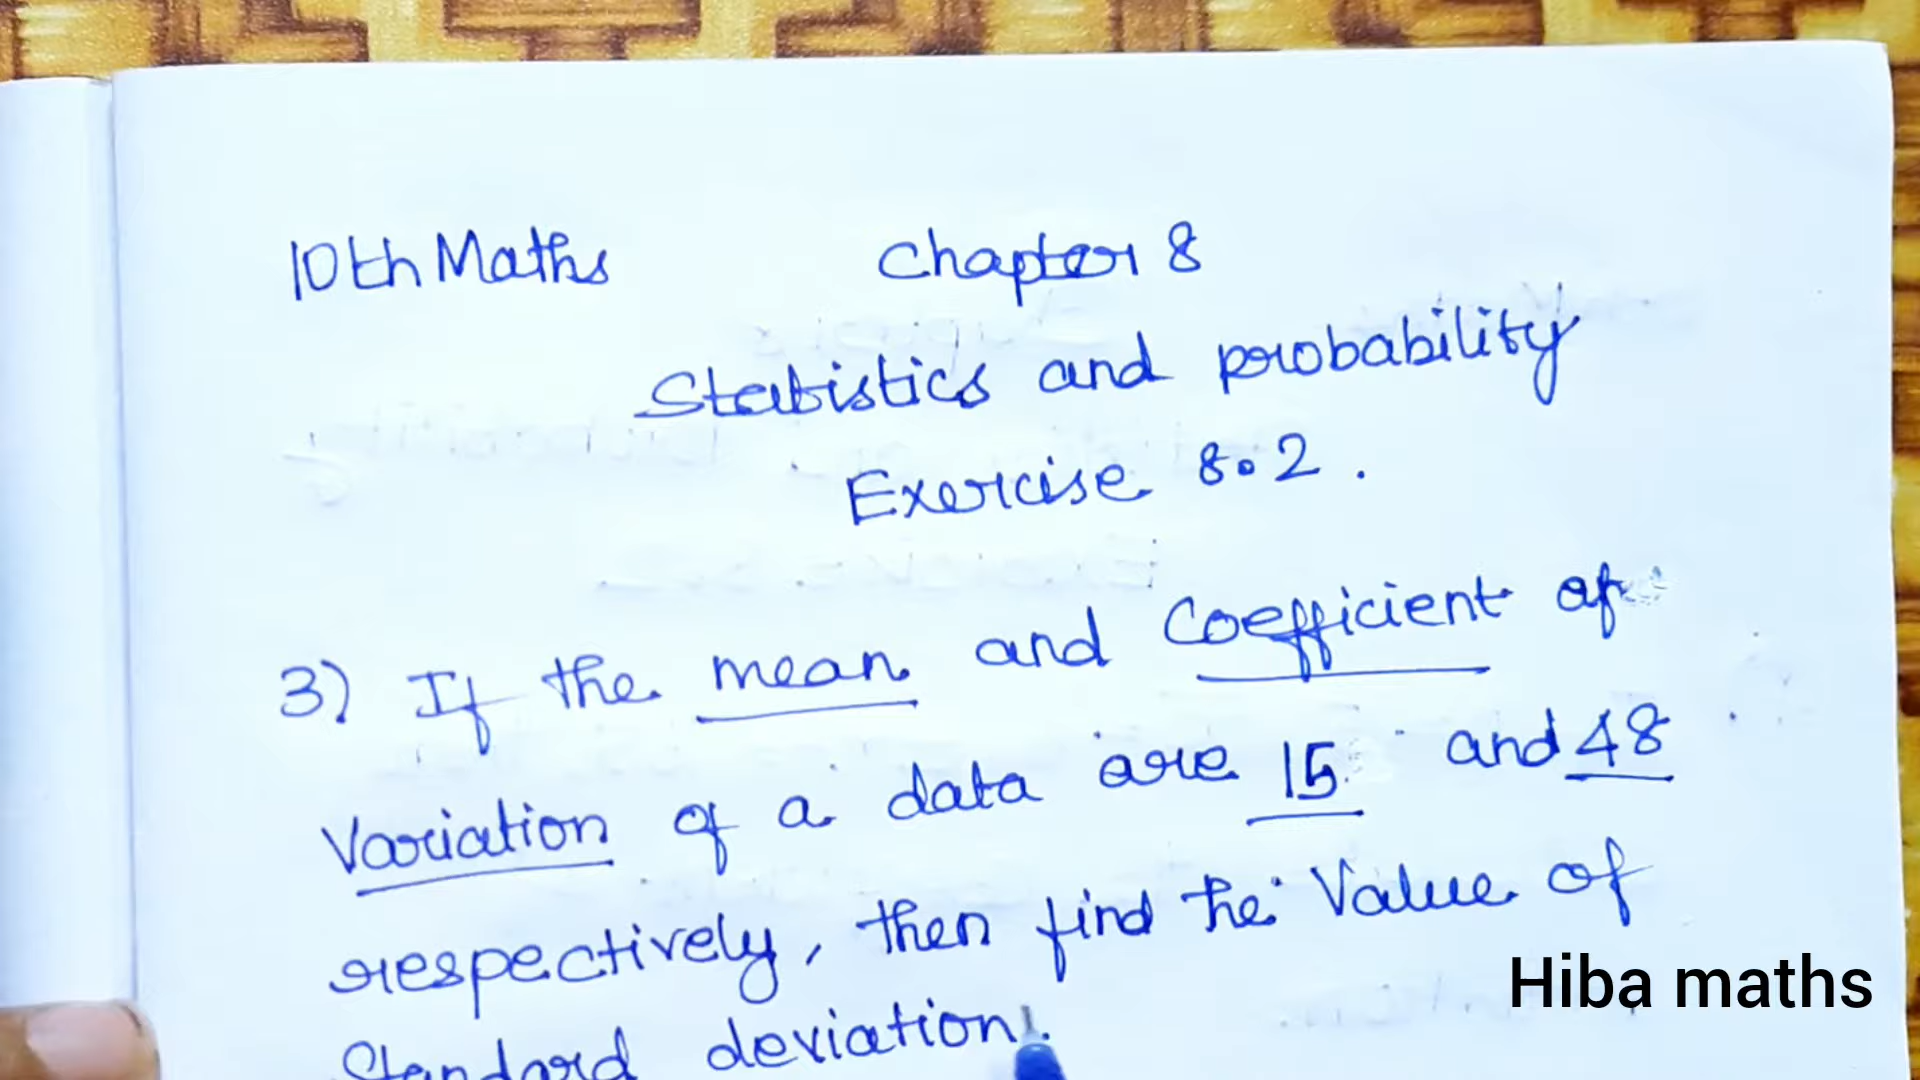 10th Maths Chapter 8
Statistics and probability
Exercise 8.2.
3) If the mean and Coefficient of
Variation of a data are 15 and 48
respectively, then find the Value of
Standard deviation.
Hiba maths